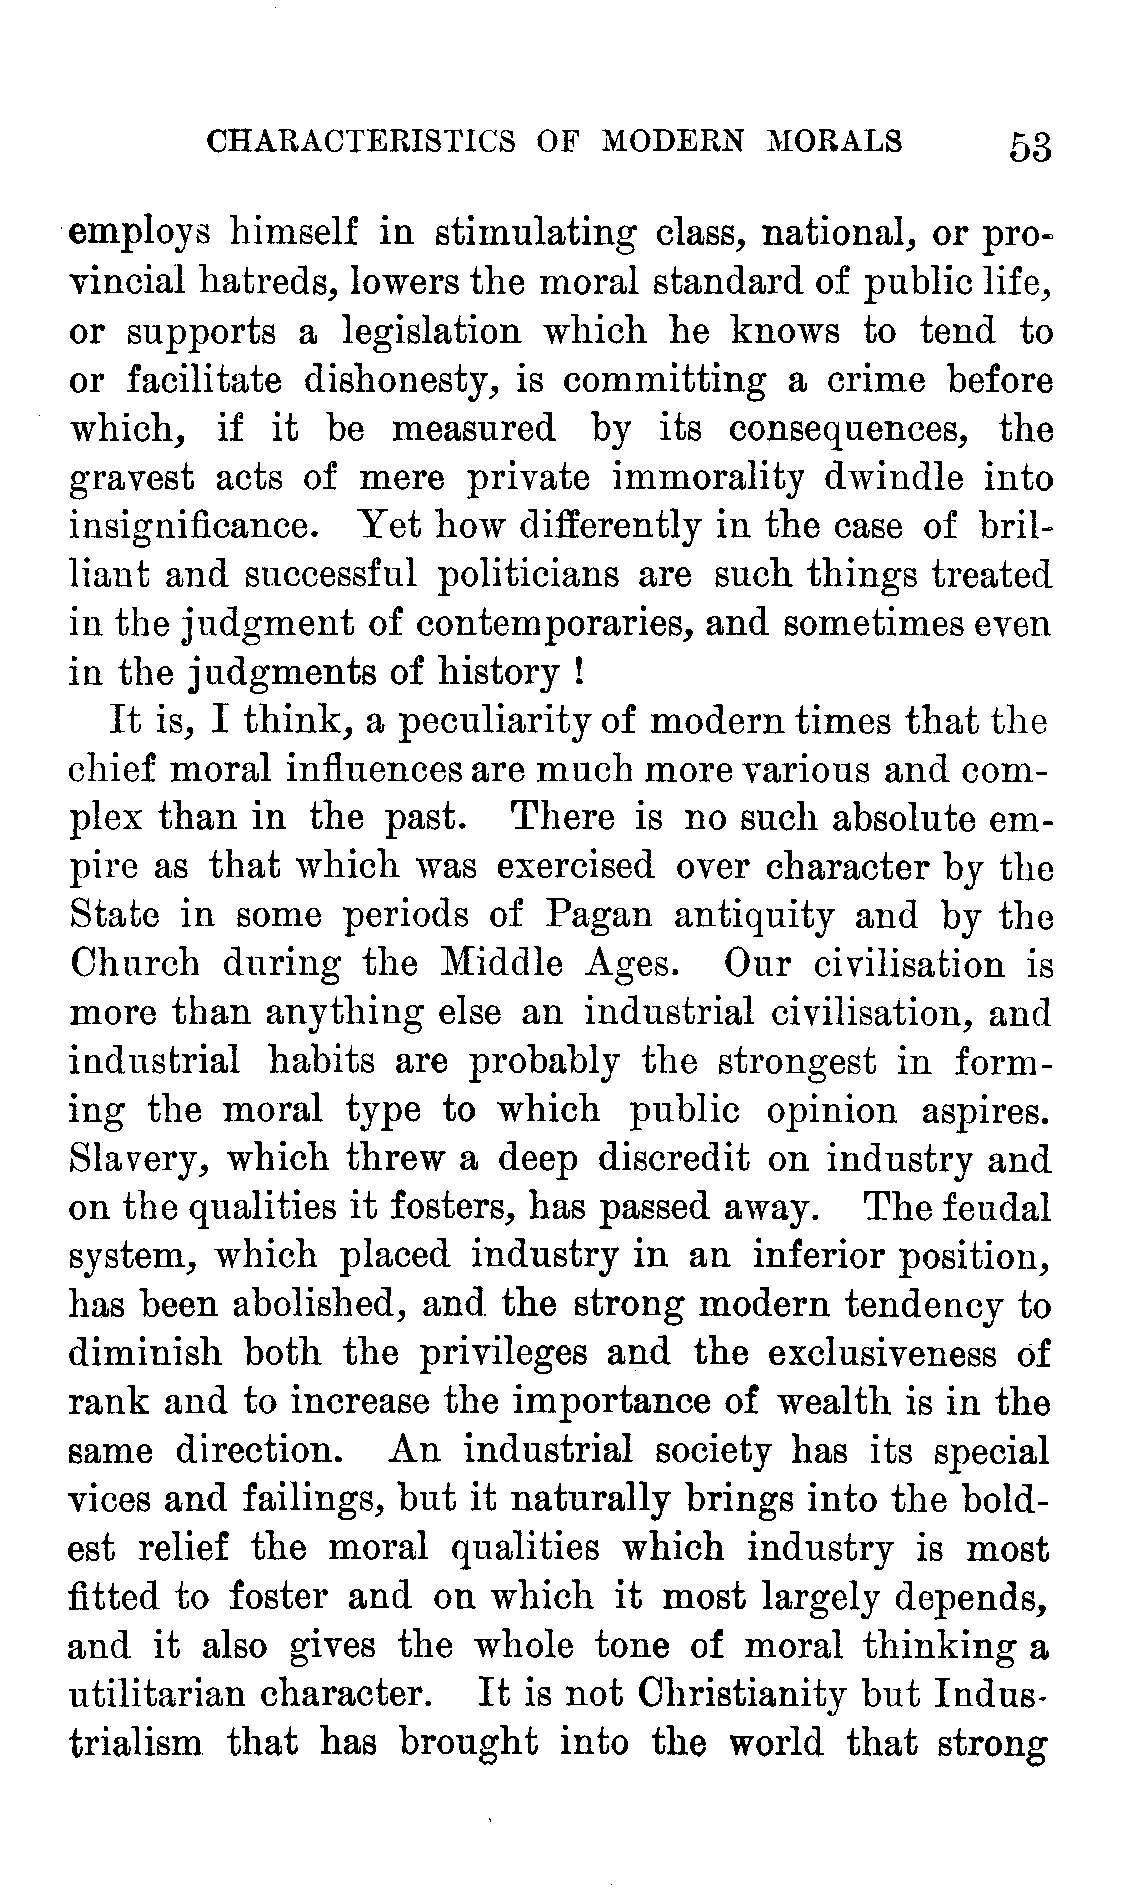 CHARACTERISTICS OF MODERN MORALS 53
employs himself in stimulating class, national, or pro-
vincial hatreds, lowers the moral standard of public life,
or supports a legislation which he knows to tend to
or facilitate dishonesty, is committing a crime before
which, if it be measured by its consequences, the
gravest acts of mere private immorality dwindle into
insignificance. Yet how differently in the case of bril-
liant and successful politicians are such things treated
in the judgment of contemporaries, and sometimes even
in the judgments of history !
It is, I think, a peculiarity of modern times that the
chief moral influences are much more various and com-
plex than in the past. There is no such absolute em-
pire as that which was exercised over character by the
State in some periods of Pagan antiquity and by the
Church during the Middle Ages. Our civilisation is
more than anything else an industrial civilisation, and
industrial habits are probably the strongest in form-
ing the moral type to which public opinion aspires.
Slavery, which threw a deep discredit on industry and
on the qualities it fosters, has passed away. The feudal
system, which placed industry in an inferior position,
has been abolished, and the strong modern tendency to
diminish both the privileges and the exclusiveness of
rank and to increase the importance of wealth is in the
same direction. An industrial society has its special
vices and failings, but it naturally brings into the bold-
est relief the moral qualities which industry is most
fitted to foster and on which it most largely depends,
and it also gives the whole tone of moral thinking a
utilitarian character. It is not Christianity but Indus-
trialism that has brought into the world that strong